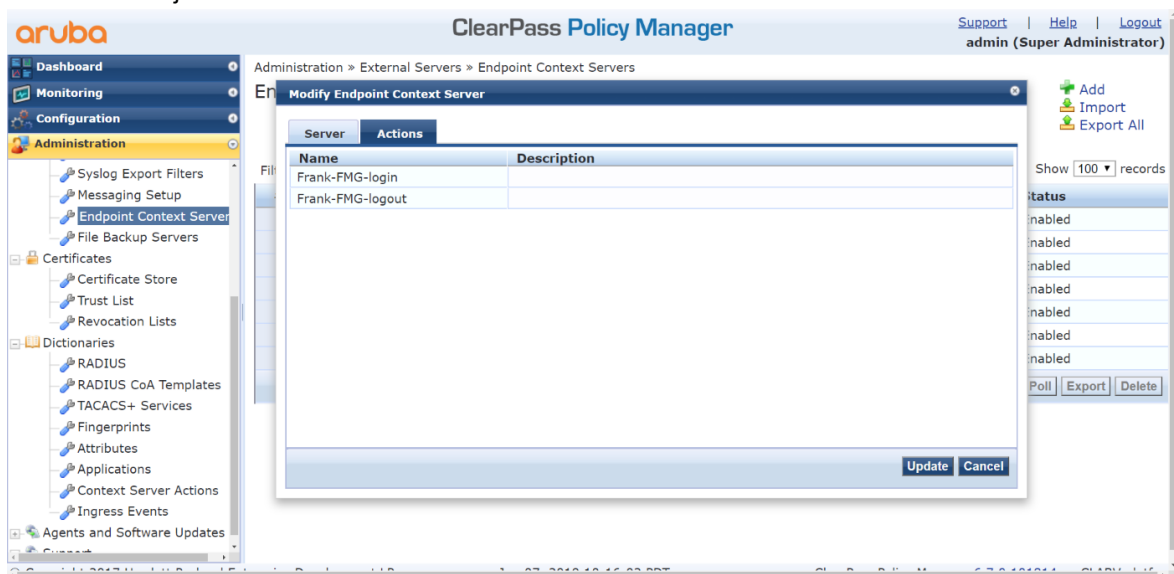 aruba
ClearPass Policy Manager
Support | Help | Logout
admin (Super Administrator)
Dashboard
Monitoring
Configuration
Administration
Syslog Export Filters
Messaging Setup
Endpoint Context Server
File Backup Servers
Certificates
Certificate Store
Trust List
Revocation Lists
Dictionaries
RADIUS
RADIUS CoA Templates
TACACS+ Services
Fingerprints
Attributes
Applications
Context Server Actions
Ingress Events
Agents and Software Updates
Administration » External Servers » Endpoint Context Servers
En
Add
Import
Export All
Modify Endpoint Context Server
Server Actions
Name Description
Frank-FMG-login
Frank-FMG-logout
Update Cancel
Show 100 records
tatus
nabled
nabled
nabled
nabled
nabled
nabled
nabled
Poll Export Delete